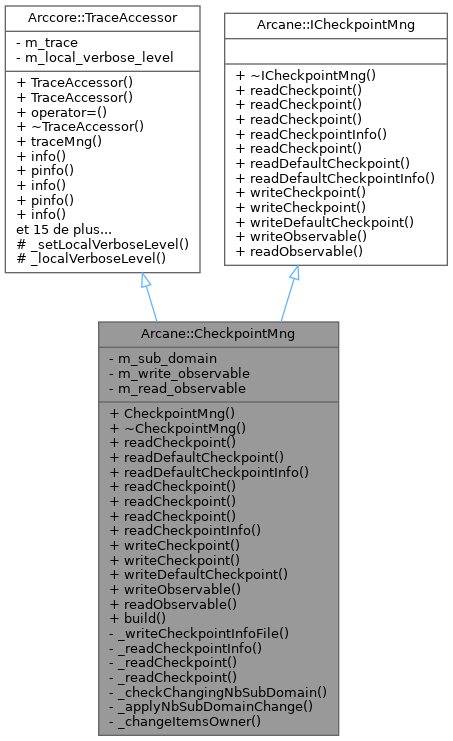 Arccore::TraceAccessor
- m_trace
- m_local_verbose_level
+ TraceAccessor()
+ TraceAccessor()
+ operator=()
+ ~TraceAccessor()
+ traceMng()
+ info()
+ pinfo()
+ info()
+ pinfo()
+ info()
et 15 de plus...
# _setLocalVerboseLevel()
# _localVerboseLevel()
Arcane::ICheckpointMng
+ ~ICheckpointMng()
+ readCheckpoint()
+ readCheckpoint()
+ readCheckpoint()
+ readCheckpointInfo()
+ readCheckpoint()
+ readDefaultCheckpoint()
+ readDefaultCheckpointInfo()
+ writeCheckpoint()
+ writeCheckpoint()
+ writeDefaultCheckpoint()
+ writeObservable()
+ readObservable()
Arcane::CheckpointMng
- m_sub_domain
- m_write_observable
- m_read_observable
+ CheckpointMng()
+ ~CheckpointMng()
+ readCheckpoint()
+ readDefaultCheckpoint()
+ readDefaultCheckpointInfo()
+ readCheckpoint()
+ readCheckpoint()
+ readCheckpoint()
+ readCheckpointInfo()
+ writeCheckpoint()
+ writeCheckpoint()
+ writeDefaultCheckpoint()
+ writeObservable()
+ readObservable()
+ build()
- _writeCheckpointInfoFile()
- _readCheckpointInfo()
- _readCheckpoint()
- _readCheckpoint()
- _checkChangingNbSubDomain()
- _applyNbSubDomainChange()
- _changeItemsOwner()